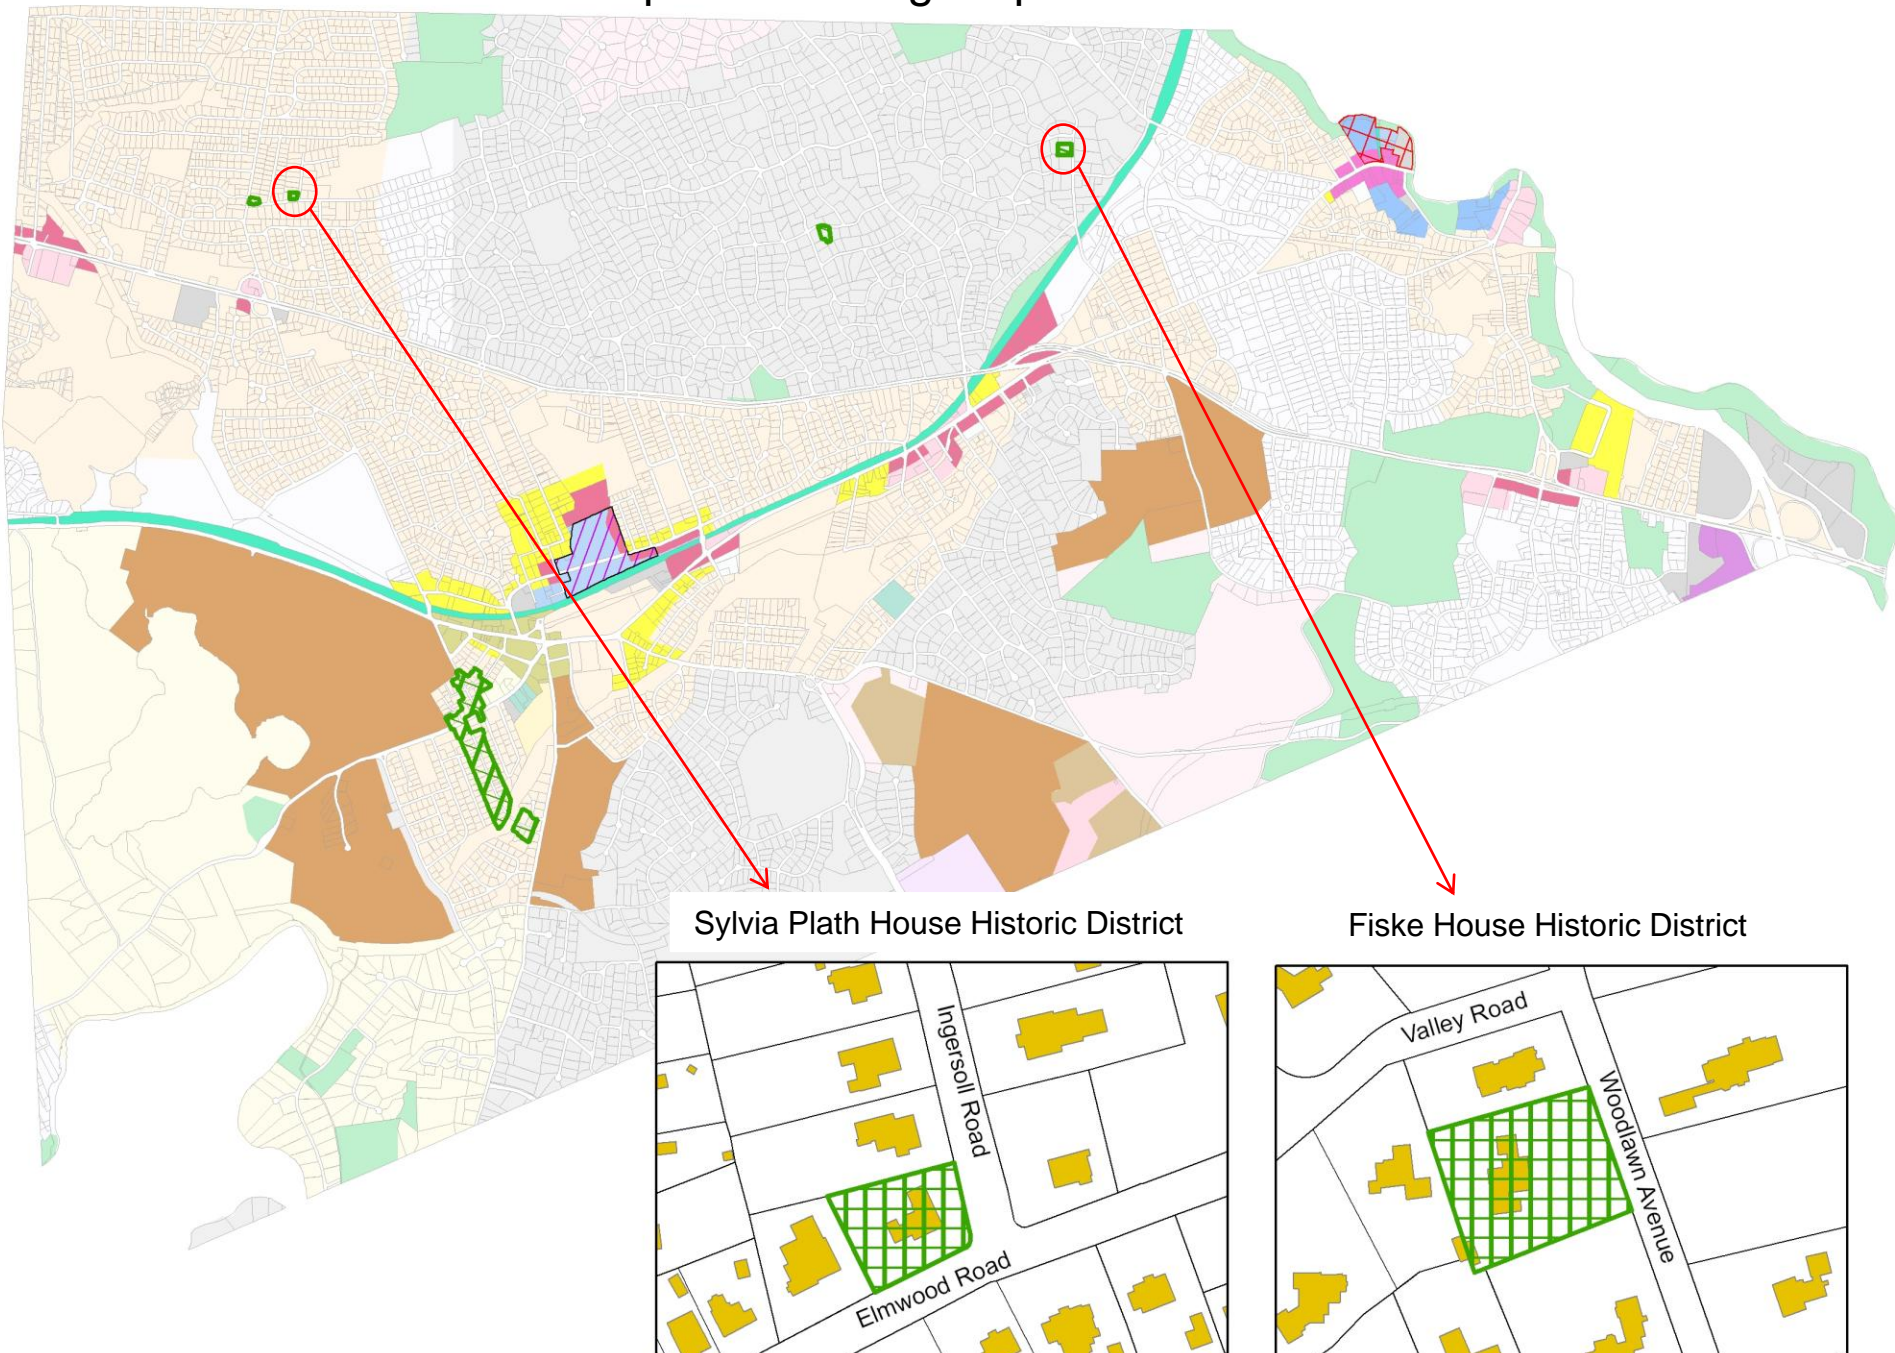 Sylvia Plath House Historic District
Fiske House Historic District
Ingersoll Road
Elmwood Road
Valley Road
Woodlawn Avenue